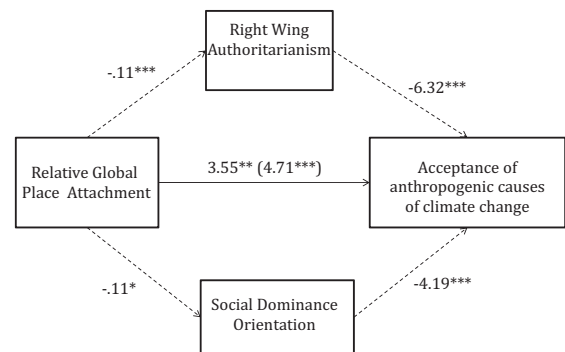 Right Wing
Authoritarianism
-.11***
-6.32***
Relative Global
Place Attachment
3.55** (4.71***)
Acceptance of
anthropogenic causes
of climate change
-.11*
-4.19***
Social Dominance
Orientation